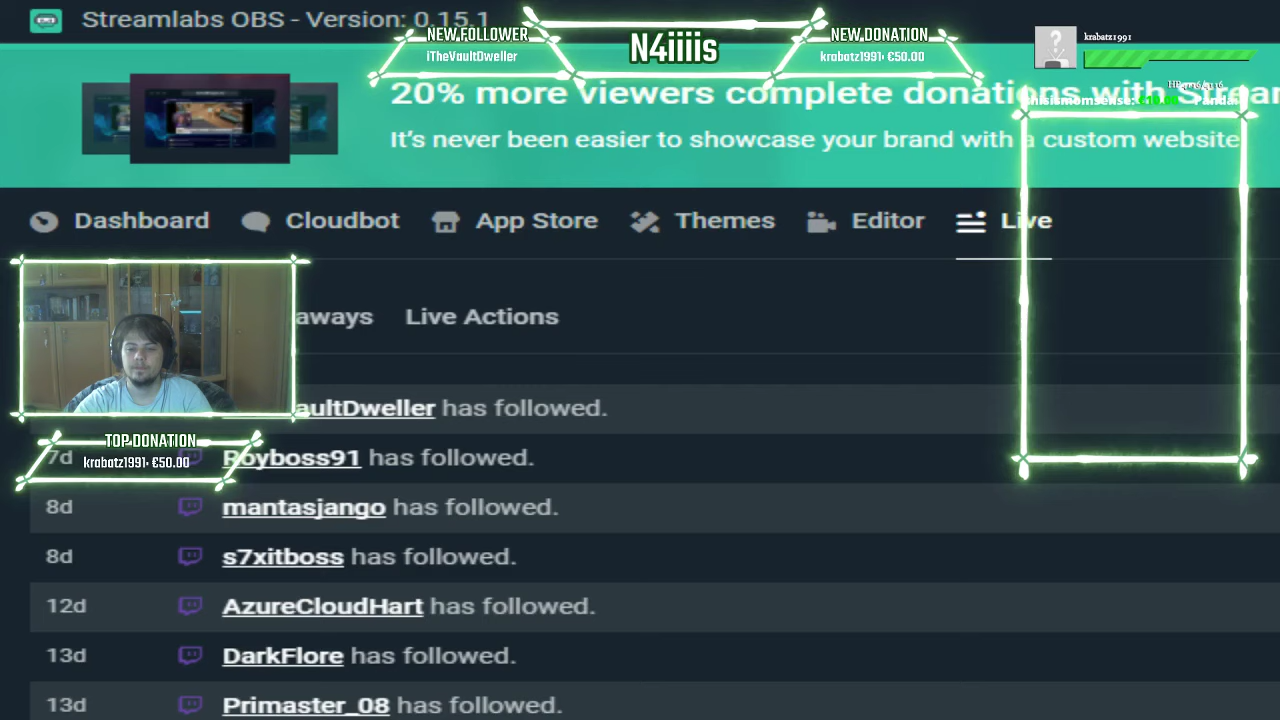 Streamlabs OBS - Version: 0.15.1
NEW FOLLOWER
iTheVaultDweller
N4iiiis
NEW DONATION
krabatz1991: €50.00
krabatz1991
20% more viewers complete donations with
It's never been easier to showcase your brand with a custom website
Dashboard
Cloudbot
App Store
Themes
Editor
Live
aways
Live Actions
aultDweller has followed.
TOP DONATION
krabatz1991: €50.00
7d
Royboss91 has followed.
8d
mantasjango has followed.
8d
s7xitboss has followed.
12d
AzureCloudHart has followed.
13d
DarkFlore has followed.
13d
Primaster_08 has followed.